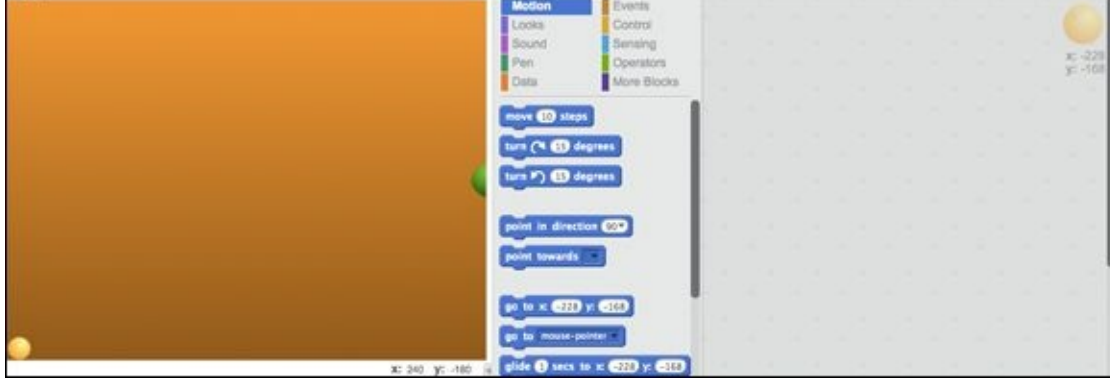 Motion Events
Looks Control
Sound Sensing
Pen Operators
Data More Blocks
x: -228
y: -168
move 10 steps
turn 15 degrees
turn 15 degrees
point in direction 90
point towards
go to x: -228 y: -168
go to mouse-pointer
glide 1 secs to x: -228 y: -168
x: 240 y: -180